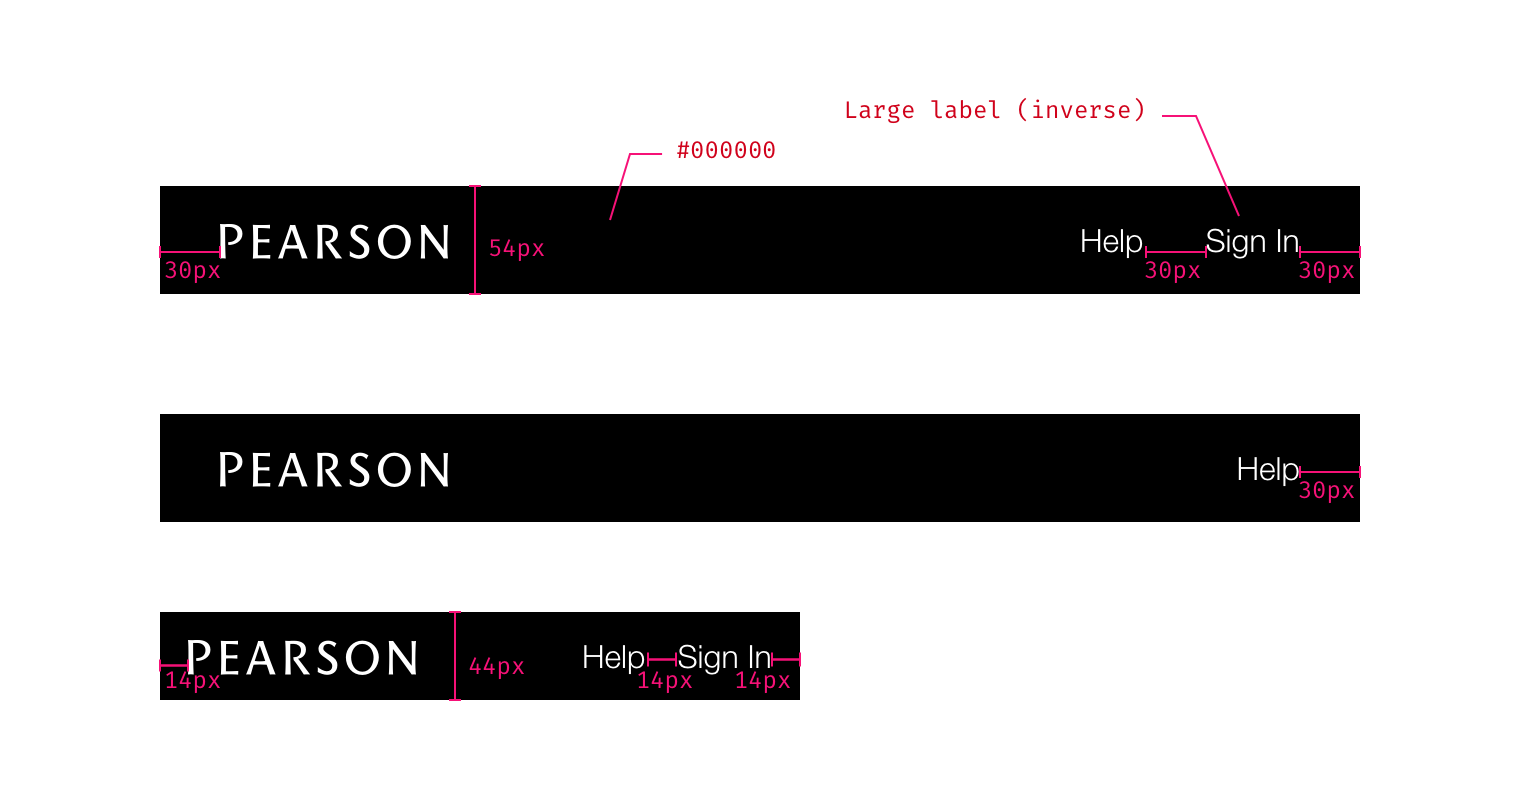 Large label (inverse)
#000000
PEARSON 54px Help Sign In
30px 30px 30px
PEARSON Help
30px
PEARSON 44px Help Sign In
14px 14px 14px